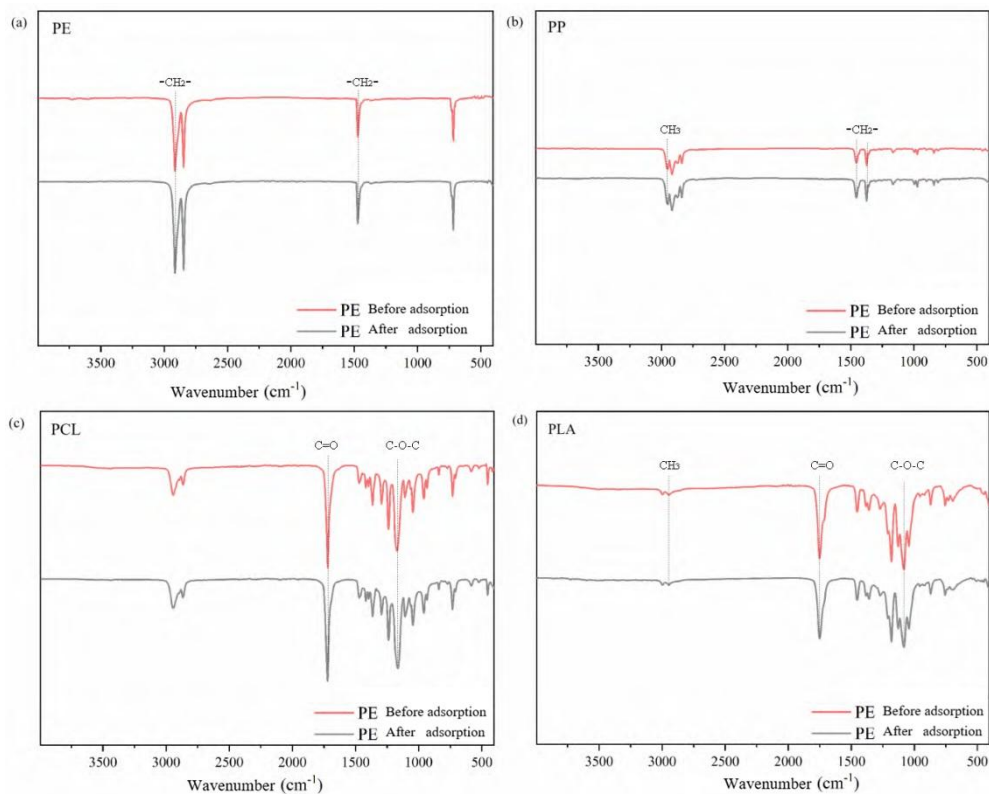 (a)
PE
-CH2-
-CH2-
PE Before adsorption
PE After adsorption
3500 3000 2500 2000 1500 1000 500
Wavenumber (cm-1)
(b)
PP
CH3
-CH2-
PE Before adsorption
PE After adsorption
3500 3000 2500 2000 1500 1000 500
Wavenumber (cm-1)
(c)
PCL
C=O
C-O-C
PE Before adsorption
PE After adsorption
3500 3000 2500 2000 1500 1000 500
Wavenumber (cm-1)
(d)
PLA
CH3
C=O
C-O-C
PE Before adsorption
PE After adsorption
3500 3000 2500 2000 1500 1000 500
Wavenumber (cm-1)